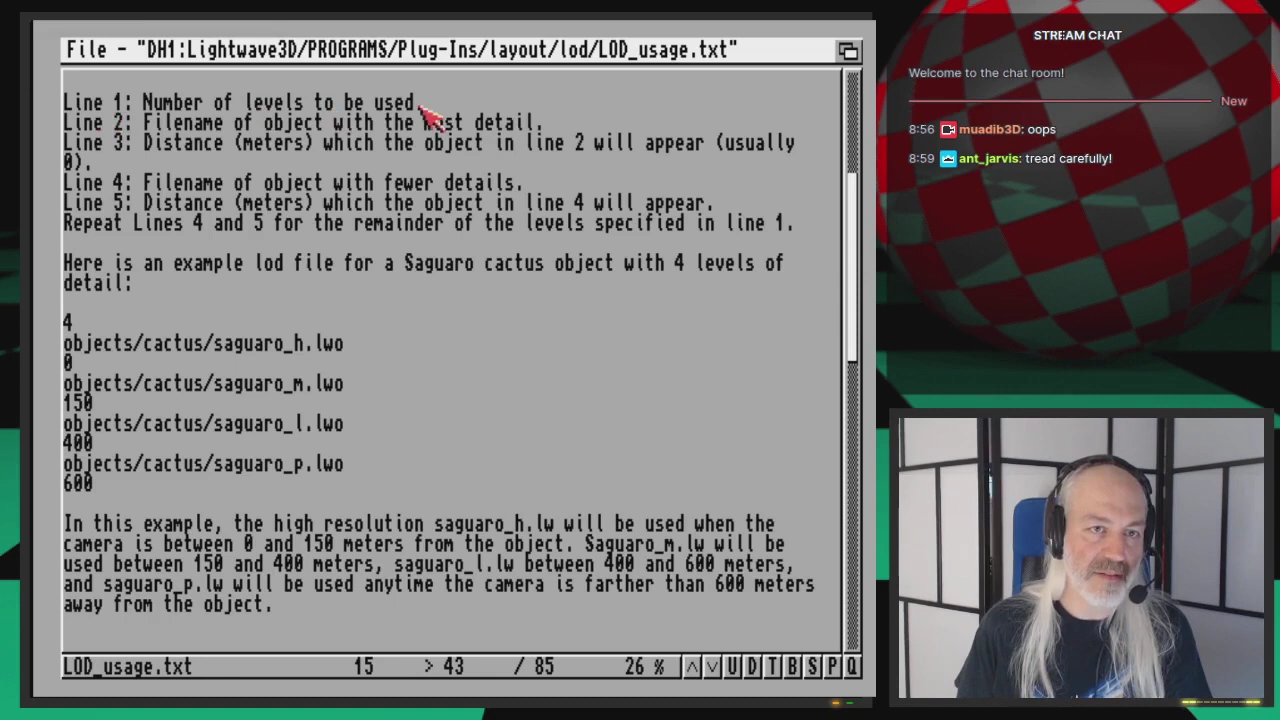 File - "DH1:Lightwave3D/PROGRAMS/Plug-Ins/layout/lod/LOD_usage.txt"
Line 1: Number of levels to be used.
Line 2: Filename of object with the most detail.
Line 3: Distance (meters) which the object in line 2 will appear (usually
0).
Line 4: Filename of object with fewer details.
Line 5: Distance (meters) which the object in line 4 will appear.
Repeat Lines 4 and 5 for the remainder of the levels specified in line 1.
Here is an example lod file for a Saguaro cactus object with 4 levels of
detail:
4
objects/cactus/saguaro_h.lwo
0
objects/cactus/saguaro_m.lwo
150
objects/cactus/saguaro_l.lwo
400
objects/cactus/saguaro_p.lwo
600
In this example, the high resolution saguaro_h.lw will be used when the
camera is between 0 and 150 meters from the object. Saguaro_m.lw will be
used between 150 and 400 meters, saguaro_l.lw between 400 and 600 meters,
and saguaro_p.lw will be used anytime the camera is farther than 600 meters
away from the object.
LOD_usage.txt 15 > 43 / 85 26 % ^ v U D T B S P Q
STREAM CHAT
Welcome to the chat room!
New
8:56 muadib3D: oops
8:59 ant_jarvis: tread carefully!